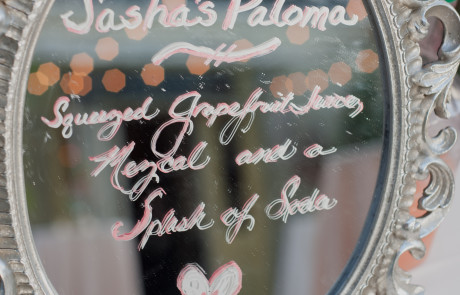 Sasha's Paloma
Squeezed Grapefruit Juice,
Mezcal and a
Splash of Soda